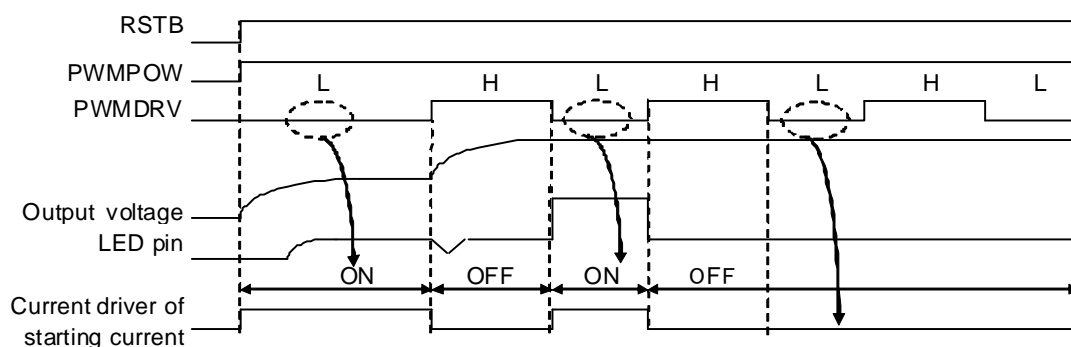 RSTB
PWMPOW
L H L H L H L
PWMDRV
Output voltage
LED pin
ON OFF ON OFF
Current driver of
starting current